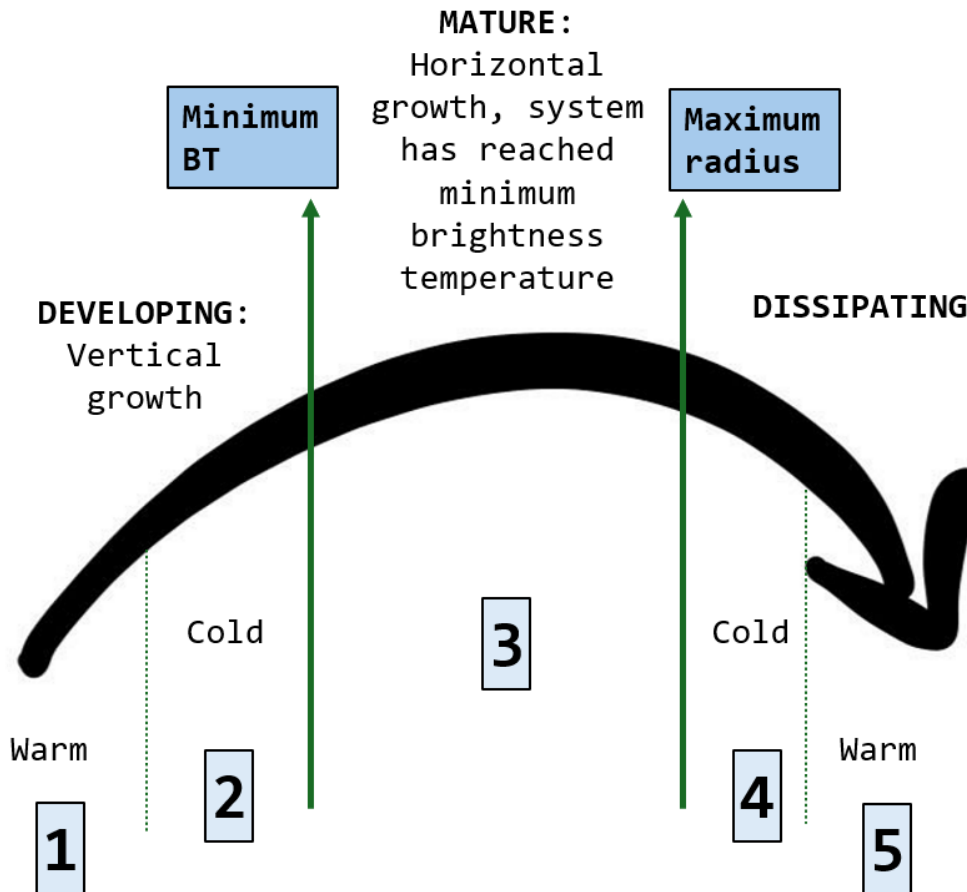 MATURE:
Horizontal
growth, system
has reached
minimum
brightness
temperature
Minimum
BT
Maximum
radius
DEVELOPING:
Vertical
growth
DISSIPATING
Cold
3
Cold
Warm
2
4
Warm
1
5